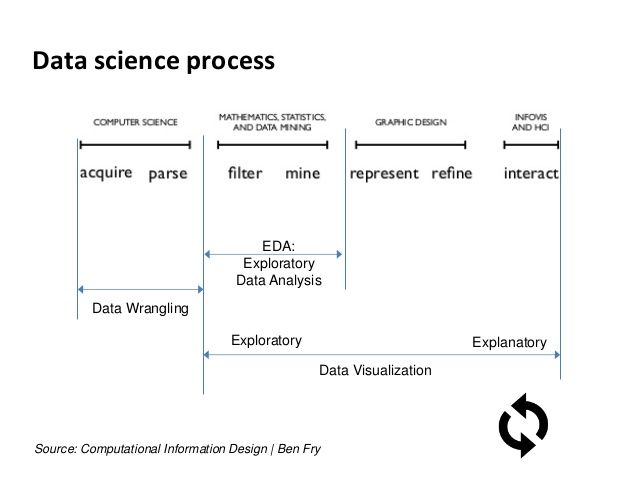 Data science process
COMPUTER SCIENCE
MATHEMATICS, STATISTICS,
AND DATA MINING
GRAPHIC DESIGN
INFOVIS
AND HCI
acquire parse filter mine represent refine interact
EDA:
Exploratory
Data Analysis
Data Wrangling
Exploratory
Explanatory
Data Visualization
Source: Computational Information Design | Ben Fry